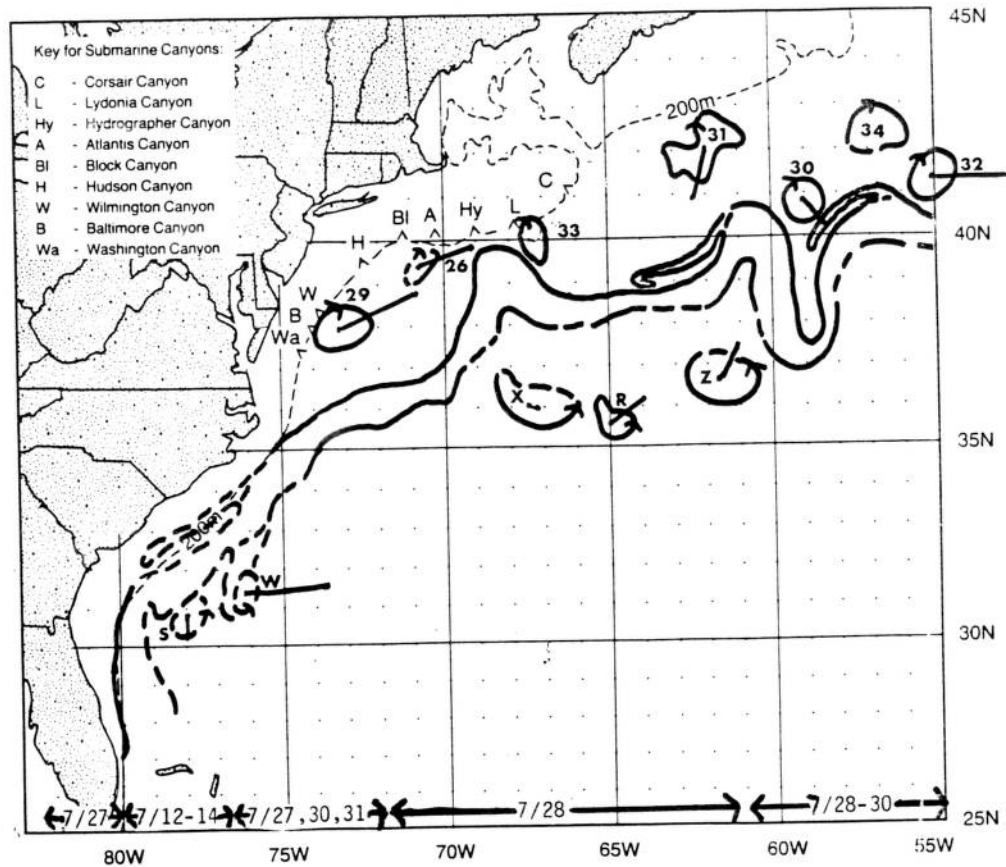 Key for Submarine Canyons:
C - Corsair Canyon
L - Lydonia Canyon
Hy - Hydrographer Canyon
A - Atlantis Canyon
Bl - Block Canyon
H - Hudson Canyon
W - Wilmington Canyon
B - Baltimore Canyon
Wa - Washington Canyon
45N
200m
31
34
30
32
C
L
Hy
A
Bl
40N
33
H
26
W
29
B
Wa
Z
X
R
35N
200m
W
S
30N
7/27
7/12-14
7/27,30,31
7/28
7/28-30
25N
80W
75W
70W
65W
60W
55W